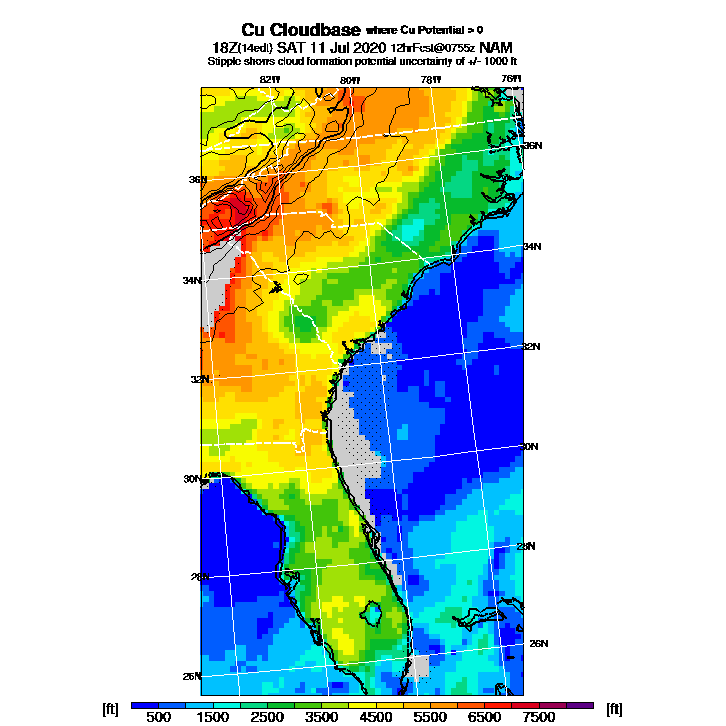 Cu Cloudbase where Cu Potential > 0
18Z(14edt) SAT 11 Jul 2020 12hrFcst@0755z NAM
Stipple shows cloud formation potential uncertainty of +/- 1000 ft
82W 80W 78W 76W
36N
36N
34N
34N
32N
32N
30N
30N
28N
28N
26N
26N
[ft] 500 1500 2500 3500 4500 5500 6500 7500 [ft]